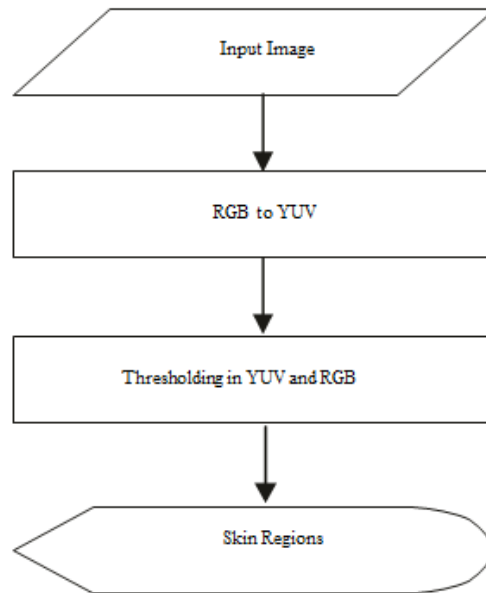 Input Image
RGB to YUV
Thresholding in YUV and RGB
Skin Regions